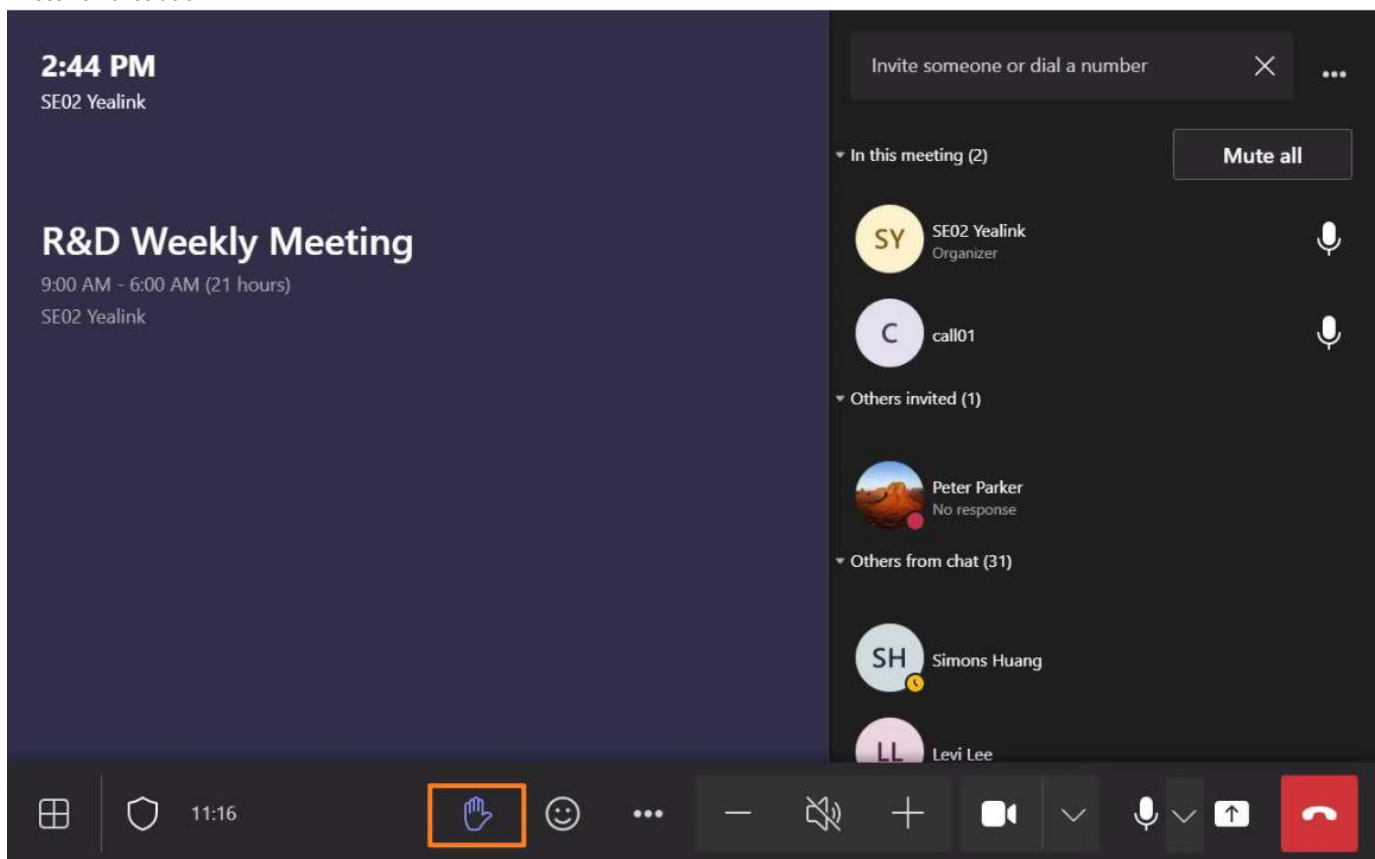 2:44 PM
SE02 Yealink
R&D Weekly Meeting
9:00 AM - 6:00 AM (21 hours)
SE02 Yealink
Invite someone or dial a number
In this meeting (2)
Mute all
SY
SE02 Yealink
Organizer
C
call01
Others invited (1)
Peter Parker
No response
Others from chat (31)
SH
Simons Huang
LL
Levi Lee
11:16